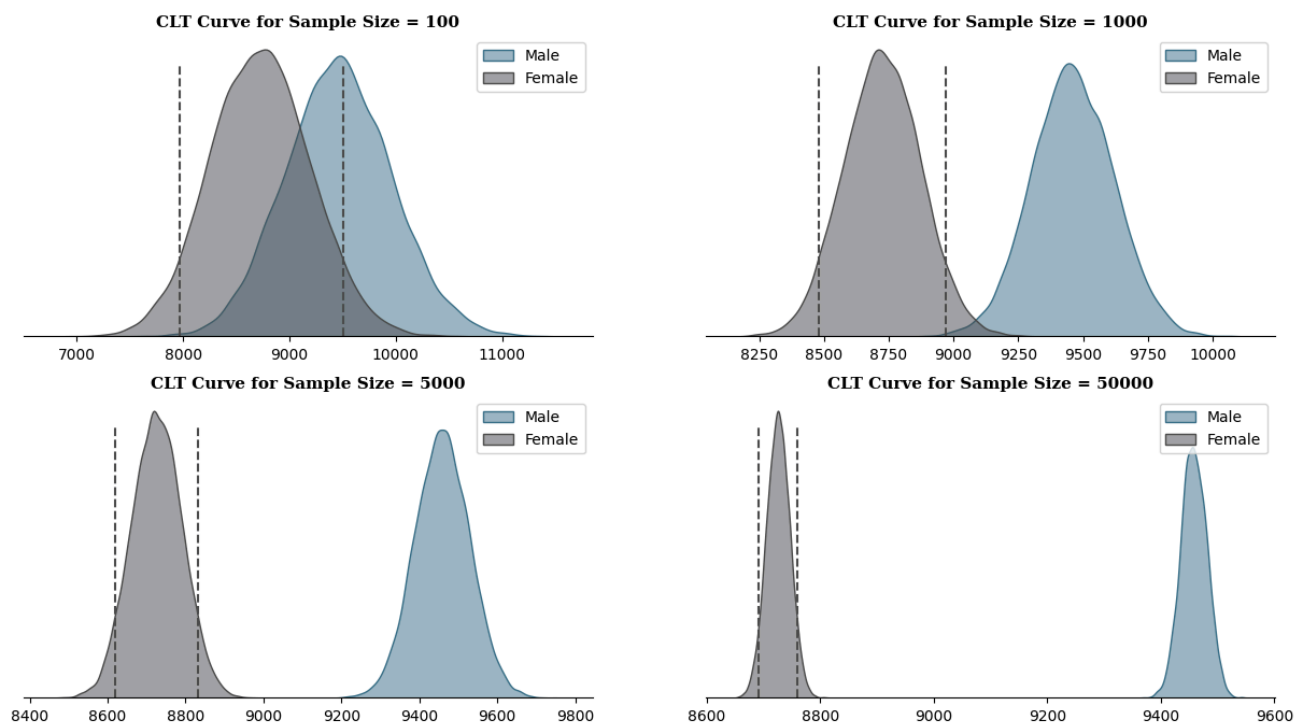 CLT Curve for Sample Size = 100
Male
Female
7000 8000 9000 10000 11000
CLT Curve for Sample Size = 1000
Male
Female
8250 8500 8750 9000 9250 9500 9750 10000
CLT Curve for Sample Size = 5000
Male
Female
8400 8600 8800 9000 9200 9400 9600 9800
CLT Curve for Sample Size = 50000
Male
Female
8600 8800 9000 9200 9400 9600